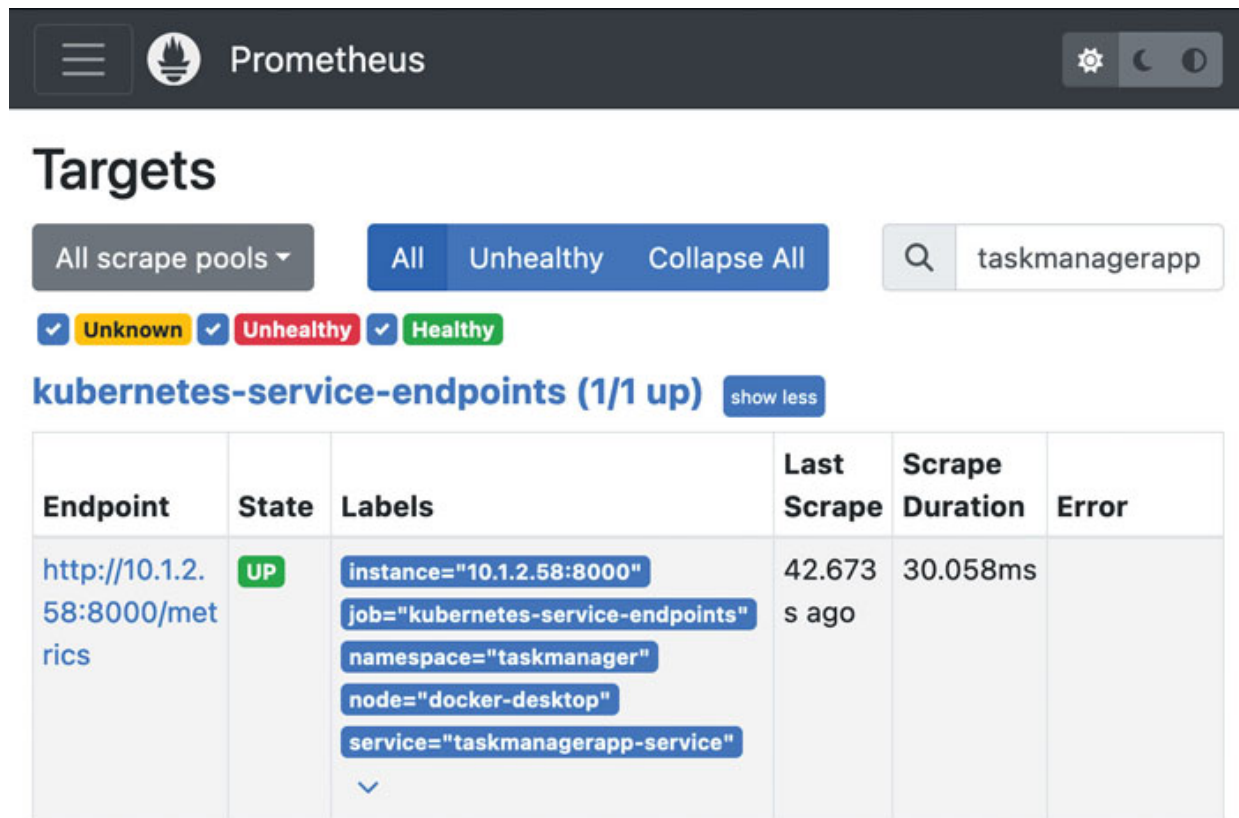 Prometheus
Targets
All scrape pools All Unhealthy Collapse All taskmanagerapp
Unknown Unhealthy Healthy
kubernetes-service-endpoints (1/1 up) show less
Endpoint State Labels Last Scrape Scrape Duration Error
http://10.1.2.
58:8000/met
rics
UP
instance="10.1.2.58:8000"
job="kubernetes-service-endpoints"
namespace="taskmanager"
node="docker-desktop"
service="taskmanagerapp-service"
42.673
s ago
30.058ms